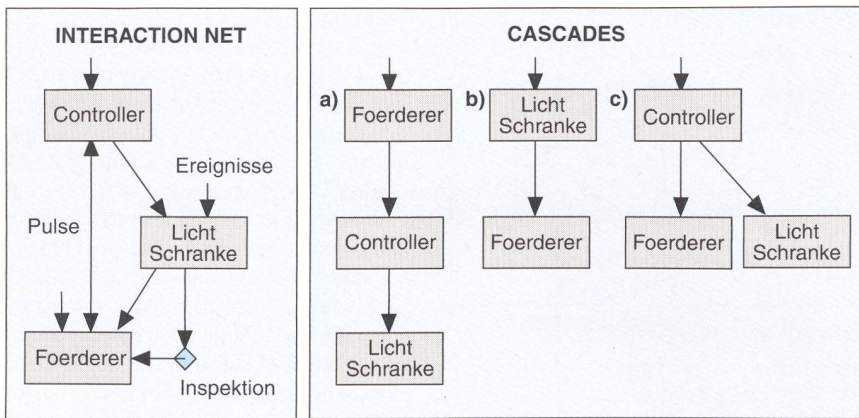 INTERACTION NET
Controller
Ereignisse
Pulse
Licht
Schranke
Foerderer
Inspektion
CASCADES
a)
Foerderer
Controller
Licht
Schranke
b)
Licht
Schranke
Foerderer
c)
Controller
Foerderer
Licht
Schranke